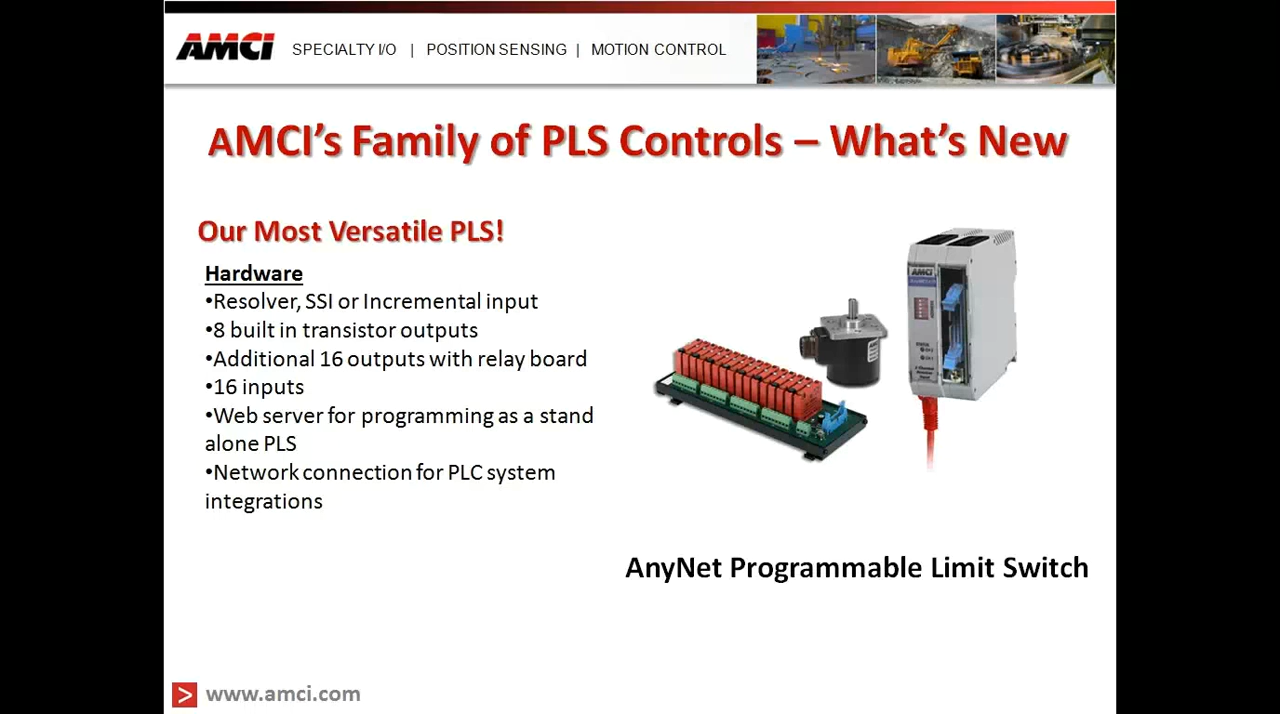 AMCI SPECIALTY I/O | POSITION SENSING | MOTION CONTROL
AMCI's Family of PLS Controls – What's New
Our Most Versatile PLS!
Hardware
•Resolver, SSI or Incremental input
•8 built in transistor outputs
•Additional 16 outputs with relay board
•16 inputs
•Web server for programming as a stand
alone PLS
•Network connection for PLC system
integrations
AMCI
AnyNet Programmable Limit Switch
> www.amci.com